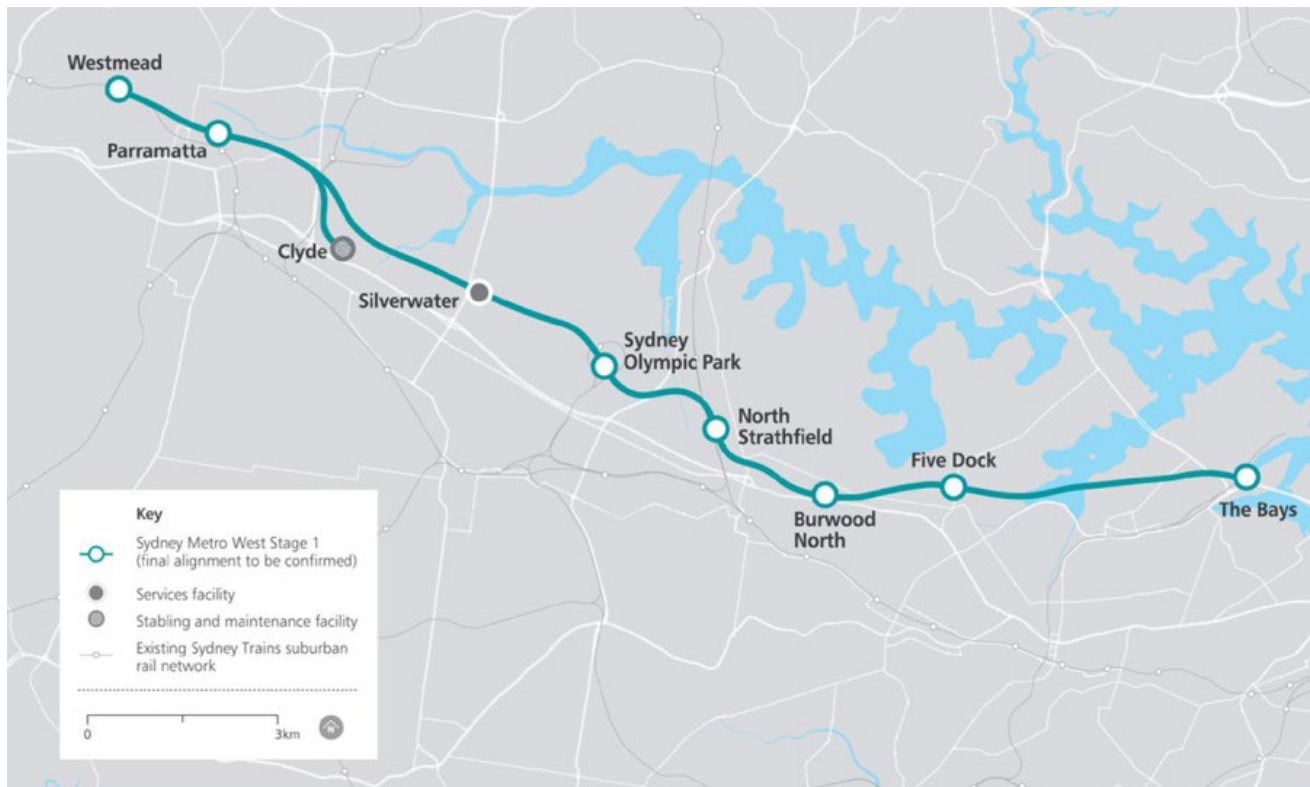 Westmead
Parramatta
Clyde
Silverwater
Sydney
Olympic Park
North
Strathfield
Five Dock
Burwood
North
The Bays
Key
Sydney Metro West Stage 1
(final alignment to be confirmed)
Services facility
Stabling and maintenance facility
Existing Sydney Trains suburban
rail network
0 3km
N